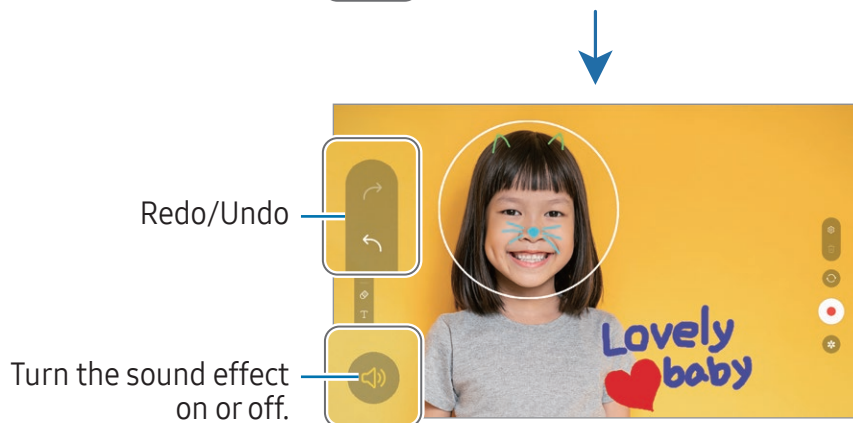 Redo/Undo
T
Turn the sound effect
on or off.
Lovely
baby